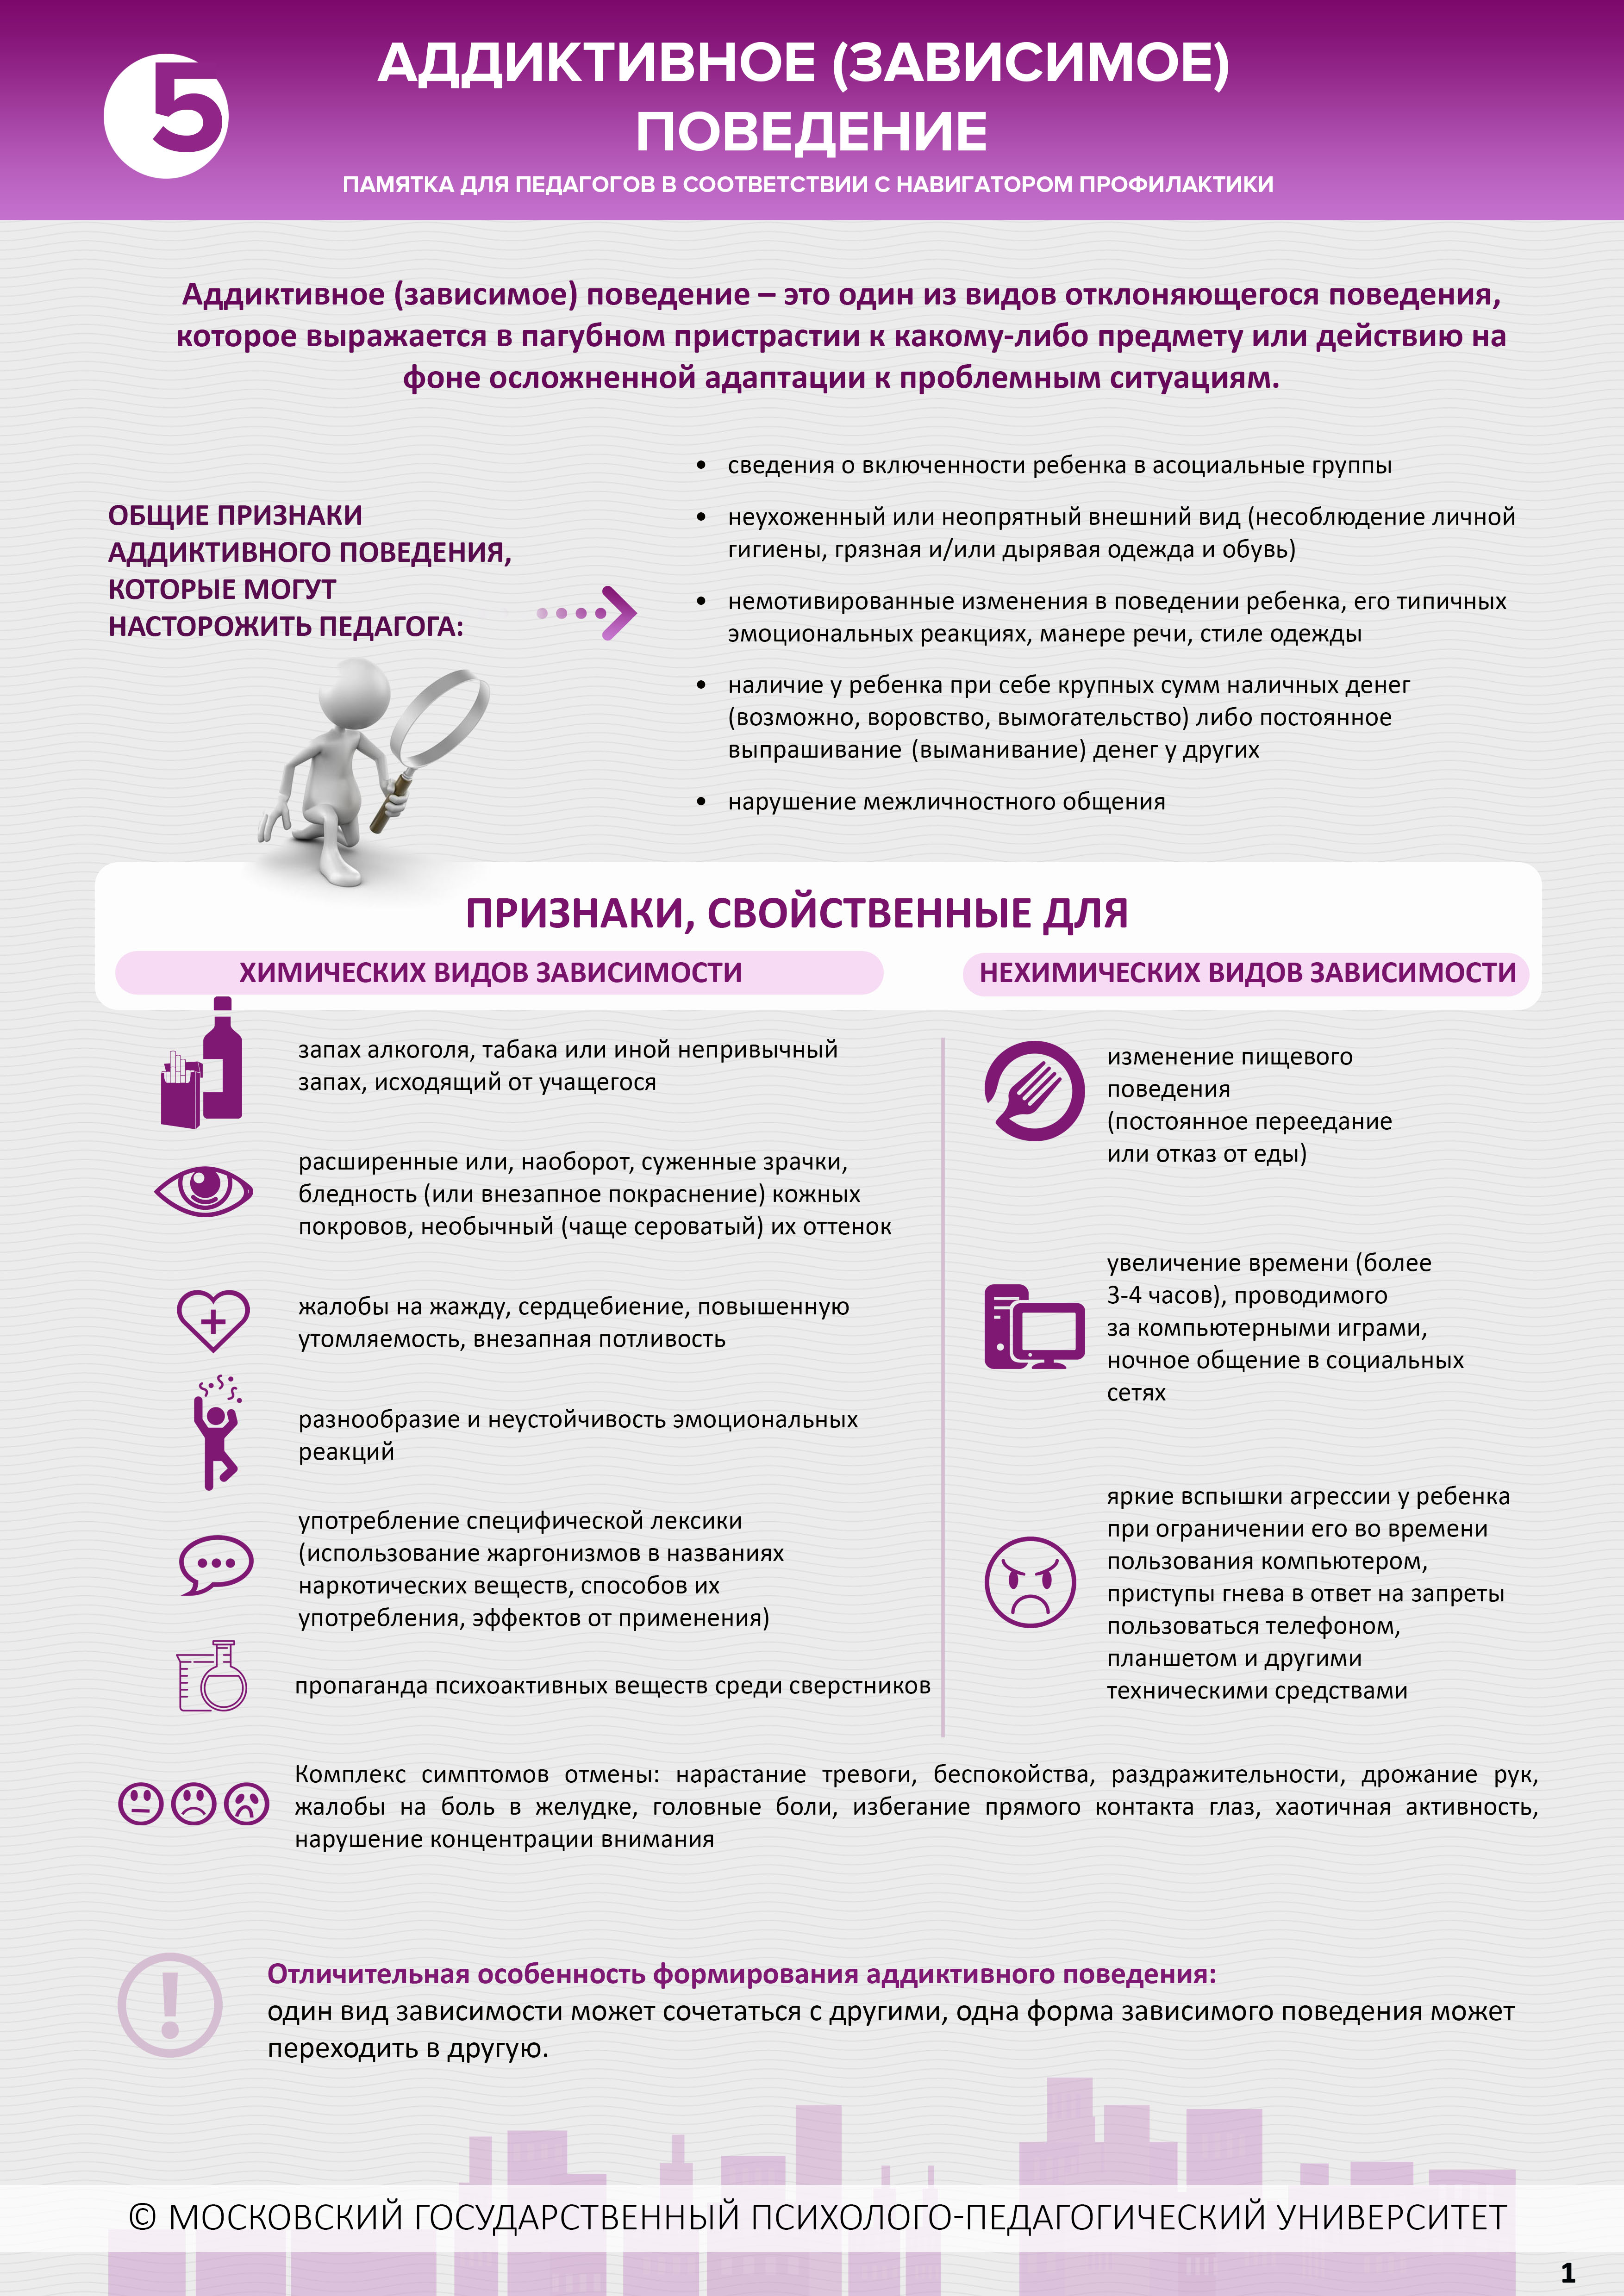 5
АДДИКТИВНОЕ (ЗАВИСИМОЕ)
ПОВЕДЕНИЕ
ПАМЯТКА ДЛЯ ПЕДАГОГОВ В СООТВЕТСТВИИ С НАВИГАТОРОМ ПРОФИЛАКТИКИ
Аддиктивное (зависимое) поведение – это один из видов отклоняющегося поведения,
которое выражается в пагубном пристрастии к какому-либо предмету или действию на
фоне осложненной адаптации к проблемным ситуациям.
ОБЩИЕ ПРИЗНАКИ
АДДИКТИВНОГО ПОВЕДЕНИЯ,
КОТОРЫЕ МОГУТ
НАСТОРОЖИТЬ ПЕДАГОГА:
• сведения о включенности ребенка в асоциальные группы
• неухоженный или неопрятный внешний вид (несоблюдение личной
гигиены, грязная и/или дырявая одежда и обувь)
• немотивированные изменения в поведении ребенка, его типичных
эмоциональных реакциях, манере речи, стиле одежды
• наличие у ребенка при себе крупных сумм наличных денег
(возможно, воровство, вымогательство) либо постоянное
выпрашивание (выманивание) денег у других
• нарушение межличностного общения
ПРИЗНАКИ, СВОЙСТВЕННЫЕ ДЛЯ
ХИМИЧЕСКИХ ВИДОВ ЗАВИСИМОСТИ
запах алкоголя, табака или иной непривычный
запах, исходящий от учащегося
расширенные или, наоборот, суженные зрачки,
бледность (или внезапное покраснение) кожных
покровов, необычный (чаще сероватый) их оттенок
жалобы на жажду, сердцебиение, повышенную
утомляемость, внезапная потливость
разнообразие и неустойчивость эмоциональных
реакций
употребление специфической лексики
(использование жаргонизмов в названиях
наркотических веществ, способов их
употребления, эффектов от применения)
пропаганда психоактивных веществ среди сверстников
НЕХИМИЧЕСКИХ ВИДОВ ЗАВИСИМОСТИ
изменение пищевого
поведения
(постоянное переедание
или отказ от еды)
увеличение времени (более
3-4 часов), проводимого
за компьютерными играми,
ночное общение в социальных
сетях
яркие вспышки агрессии у ребенка
при ограничении его во времени
пользования компьютером,
приступы гнева в ответ на запреты
пользоваться телефоном,
планшетом и другими
техническими средствами
Комплекс симптомов отмены: нарастание тревоги, беспокойства, раздражительности, дрожание рук,
жалобы на боль в желудке, головные боли, избегание прямого контакта глаз, хаотичная активность,
нарушение концентрации внимания
Отличительная особенность формирования аддиктивного поведения:
один вид зависимости может сочетаться с другими, одна форма зависимого поведения может
переходить в другую.
© МОСКОВСКИЙ ГОСУДАРСТВЕННЫЙ ПСИХОЛОГО-ПЕДАГОГИЧЕСКИЙ УНИВЕРСИТЕТ
1